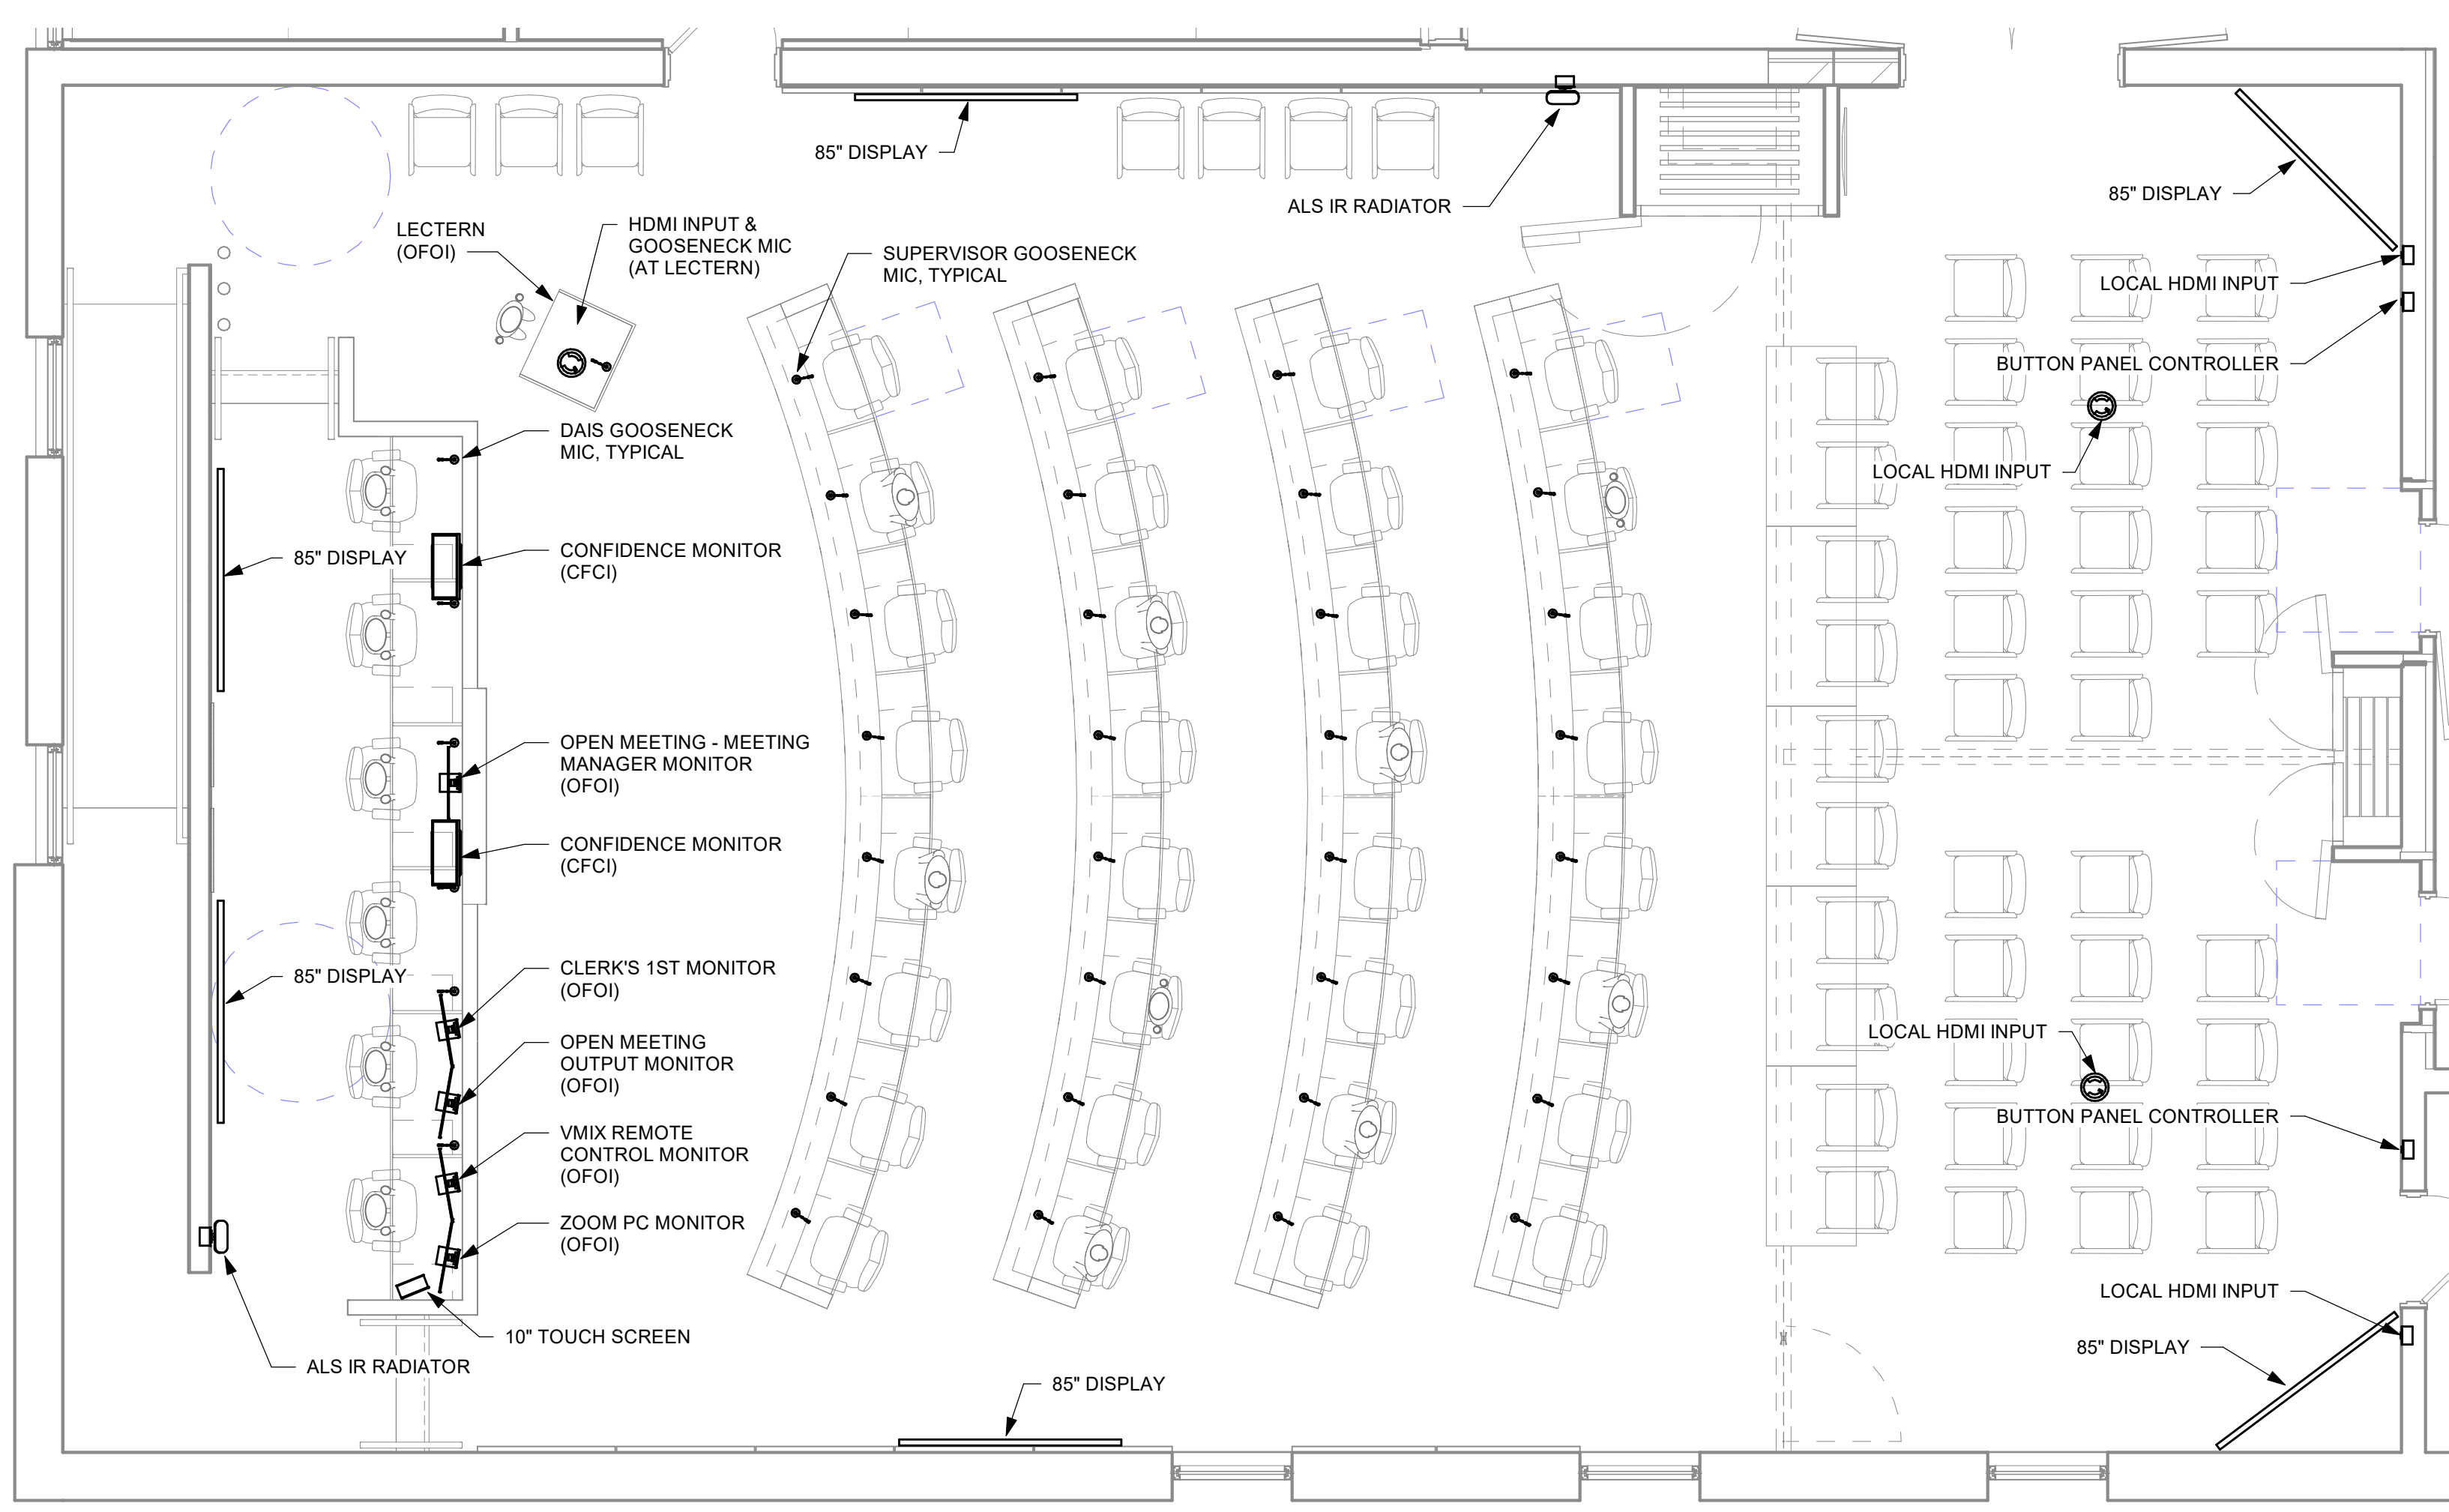 85" DISPLAY
ALS IR RADIATOR
85" DISPLAY
LECTERN
(OFOI)
HDMI INPUT &
GOOSENECK MIC
(AT LECTERN)
SUPERVISOR GOOSENECK
MIC, TYPICAL
LOCAL HDMI INPUT
BUTTON PANEL CONTROLLER
LOCAL HDMI INPUT
DAIS GOOSENECK
MIC, TYPICAL
85" DISPLAY
CONFIDENCE MONITOR
(CFCI)
OPEN MEETING - MEETING
MANAGER MONITOR
(OFOI)
CONFIDENCE MONITOR
(CFCI)
85" DISPLAY
CLERK'S 1ST MONITOR
(OFOI)
OPEN MEETING
OUTPUT MONITOR
(OFOI)
LOCAL HDMI INPUT
BUTTON PANEL CONTROLLER
VMIX REMOTE
CONTROL MONITOR
(OFOI)
ZOOM PC MONITOR
(OFOI)
LOCAL HDMI INPUT
10" TOUCH SCREEN
85" DISPLAY
ALS IR RADIATOR
85" DISPLAY